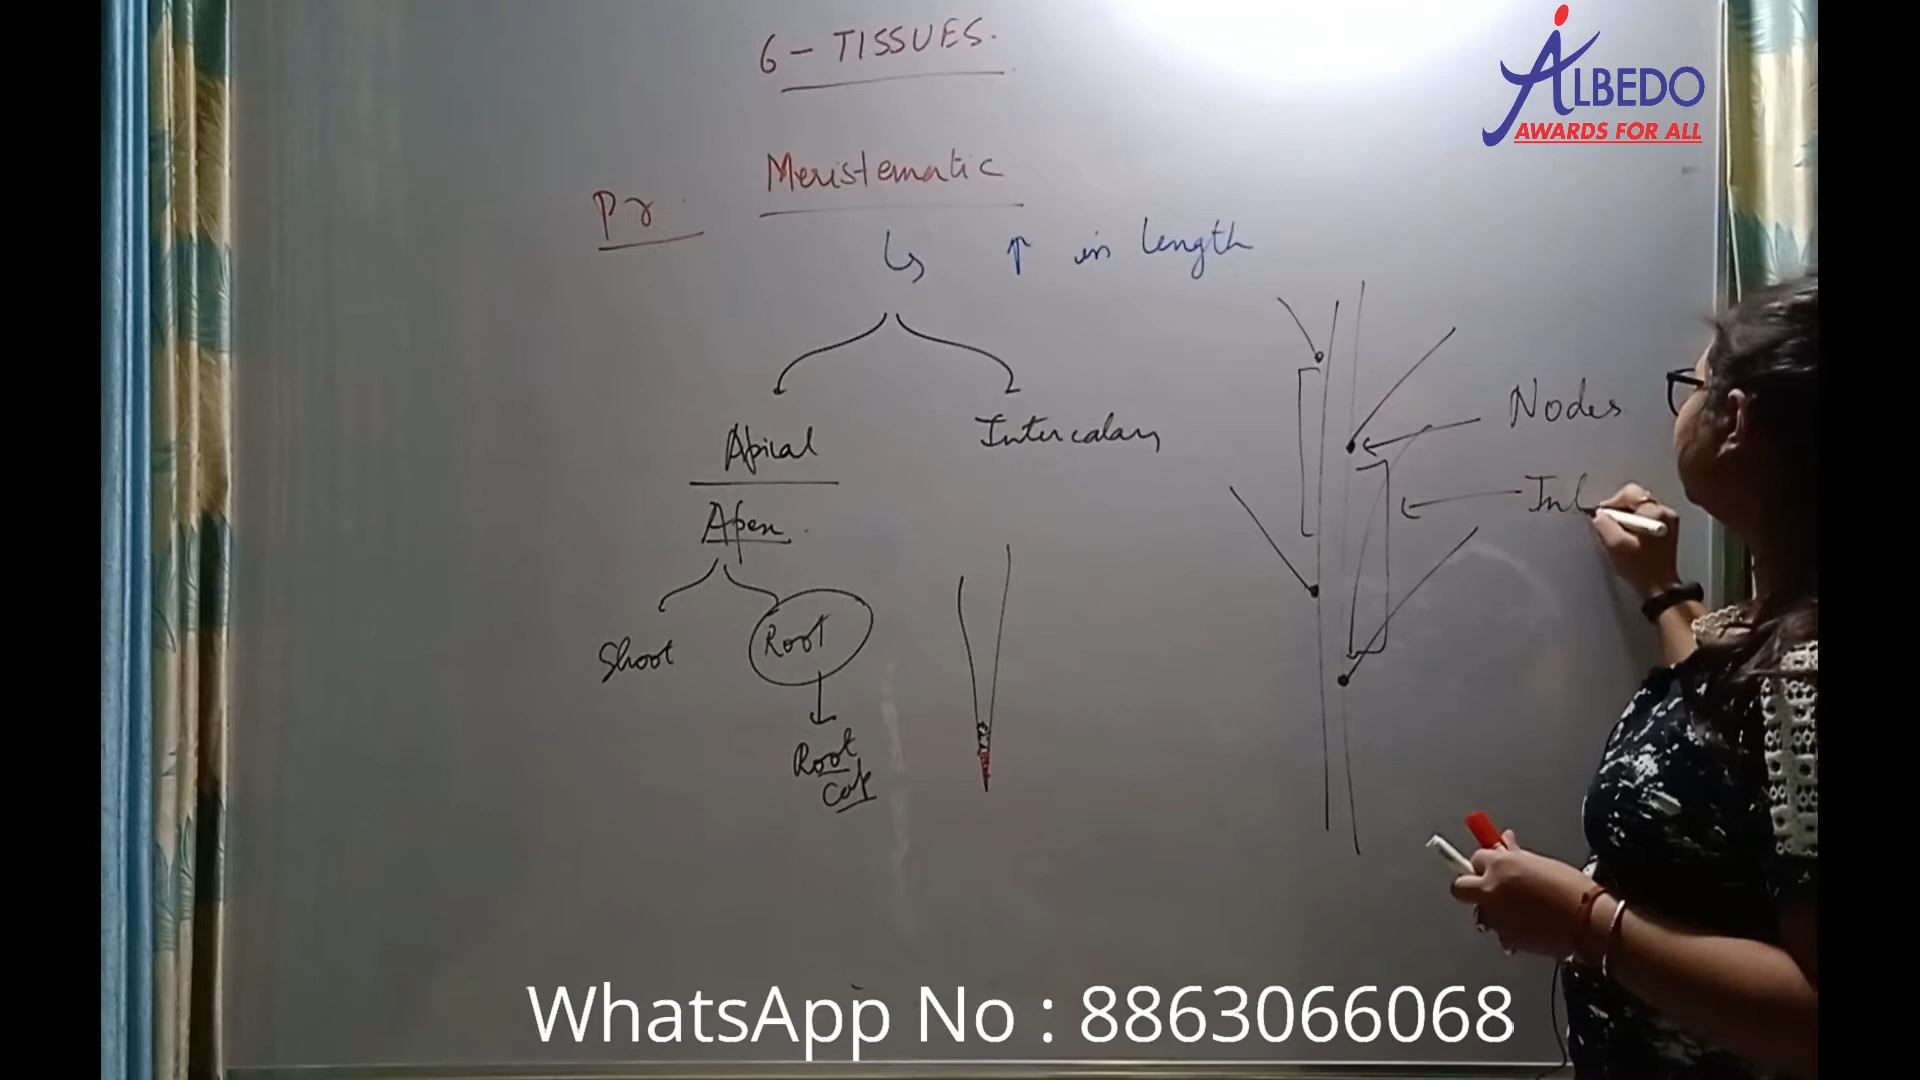 6 - TISSUES.
ALBEDO
AWARDS FOR ALL
Meristematic
Pr.
↳ ↑ in length
Apical
Intercalary
Nodes
Apex.
Shoot
Root
Root
Cap
WhatsApp No : 8863066068